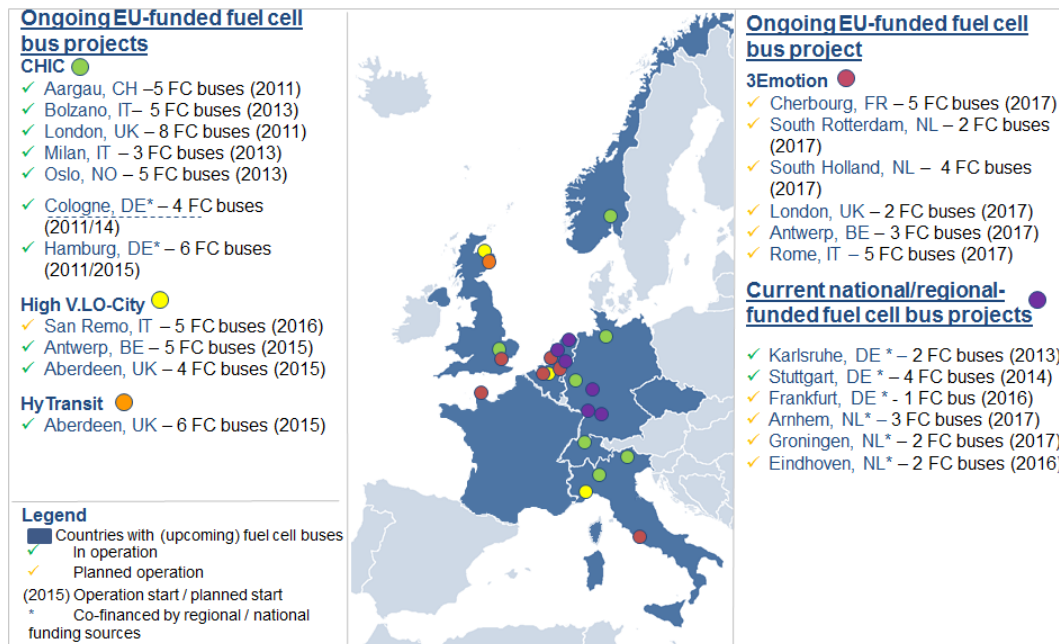 Ongoing EU-funded fuel cell
bus projects
CHIC
✓ Aargau, CH –5 FC buses (2011)
✓ Bolzano, IT– 5 FC buses (2013)
✓ London, UK – 8 FC buses (2011)
✓ Milan, IT – 3 FC buses (2013)
✓ Oslo, NO – 5 FC buses (2013)
✓ Cologne, DE* – 4 FC buses
(2011/14)
✓ Hamburg, DE* – 6 FC buses
(2011/2015)
High V.LO-City
✓ San Remo, IT – 5 FC buses (2016)
✓ Antwerp, BE – 5 FC buses (2015)
✓ Aberdeen, UK – 4 FC buses (2015)
HyTransit
✓ Aberdeen, UK – 6 FC buses (2015)
Legend
Countries with (upcoming) fuel cell buses
✓ In operation
✓ Planned operation
(2015) Operation start / planned start
* Co-financed by regional / national
funding sources
Ongoing EU-funded fuel cell
bus project
3Emotion
✓ Cherbourg, FR – 5 FC buses (2017)
✓ South Rotterdam, NL – 2 FC buses
(2017)
✓ South Holland, NL – 4 FC buses
(2017)
✓ London, UK – 2 FC buses (2017)
✓ Antwerp, BE – 3 FC buses (2017)
✓ Rome, IT – 5 FC buses (2017)
Current national/regional-
funded fuel cell bus projects
✓ Karlsruhe, DE * – 2 FC buses (2013)
✓ Stuttgart, DE * – 4 FC buses (2014)
✓ Frankfurt, DE * - 1 FC bus (2016)
✓ Arnhem, NL* – 3 FC buses (2017)
✓ Groningen, NL* – 2 FC buses (2017)
✓ Eindhoven, NL* – 2 FC buses (2016)